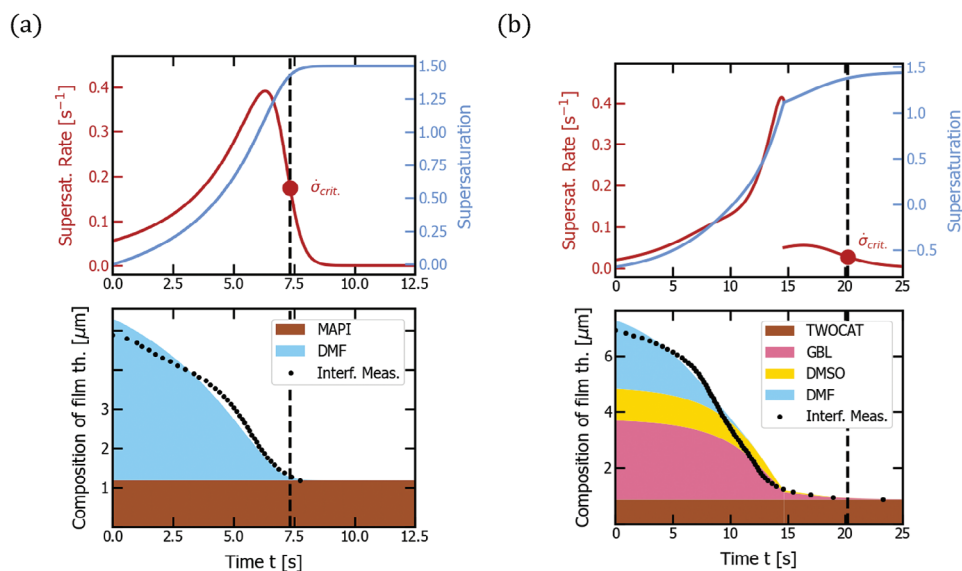 (a)
(b)
Supersat. Rate [s⁻¹]
0.4
0.3
0.2
0.1
0.0
σ̇crit.
1.50
1.25
1.00
0.75
0.50
0.25
0.00
Supersaturation
0.0 2.5 5.0 7.5 10.0 12.5
Supersat. Rate [s⁻¹]
0.4
0.3
0.2
0.1
0.0
σ̇crit.
1.5
1.0
0.5
0.0
−0.5
Supersaturation
0 5 10 15 20 25
Composition of film th. [μm]
3
2
1
MAPI
DMF
Interf. Meas.
0.0 2.5 5.0 7.5 10.0 12.5
Time t [s]
Composition of film th. [μm]
6
4
2
TWOCAT
GBL
DMSO
DMF
Interf. Meas.
0 5 10 15 20 25
Time t [s]